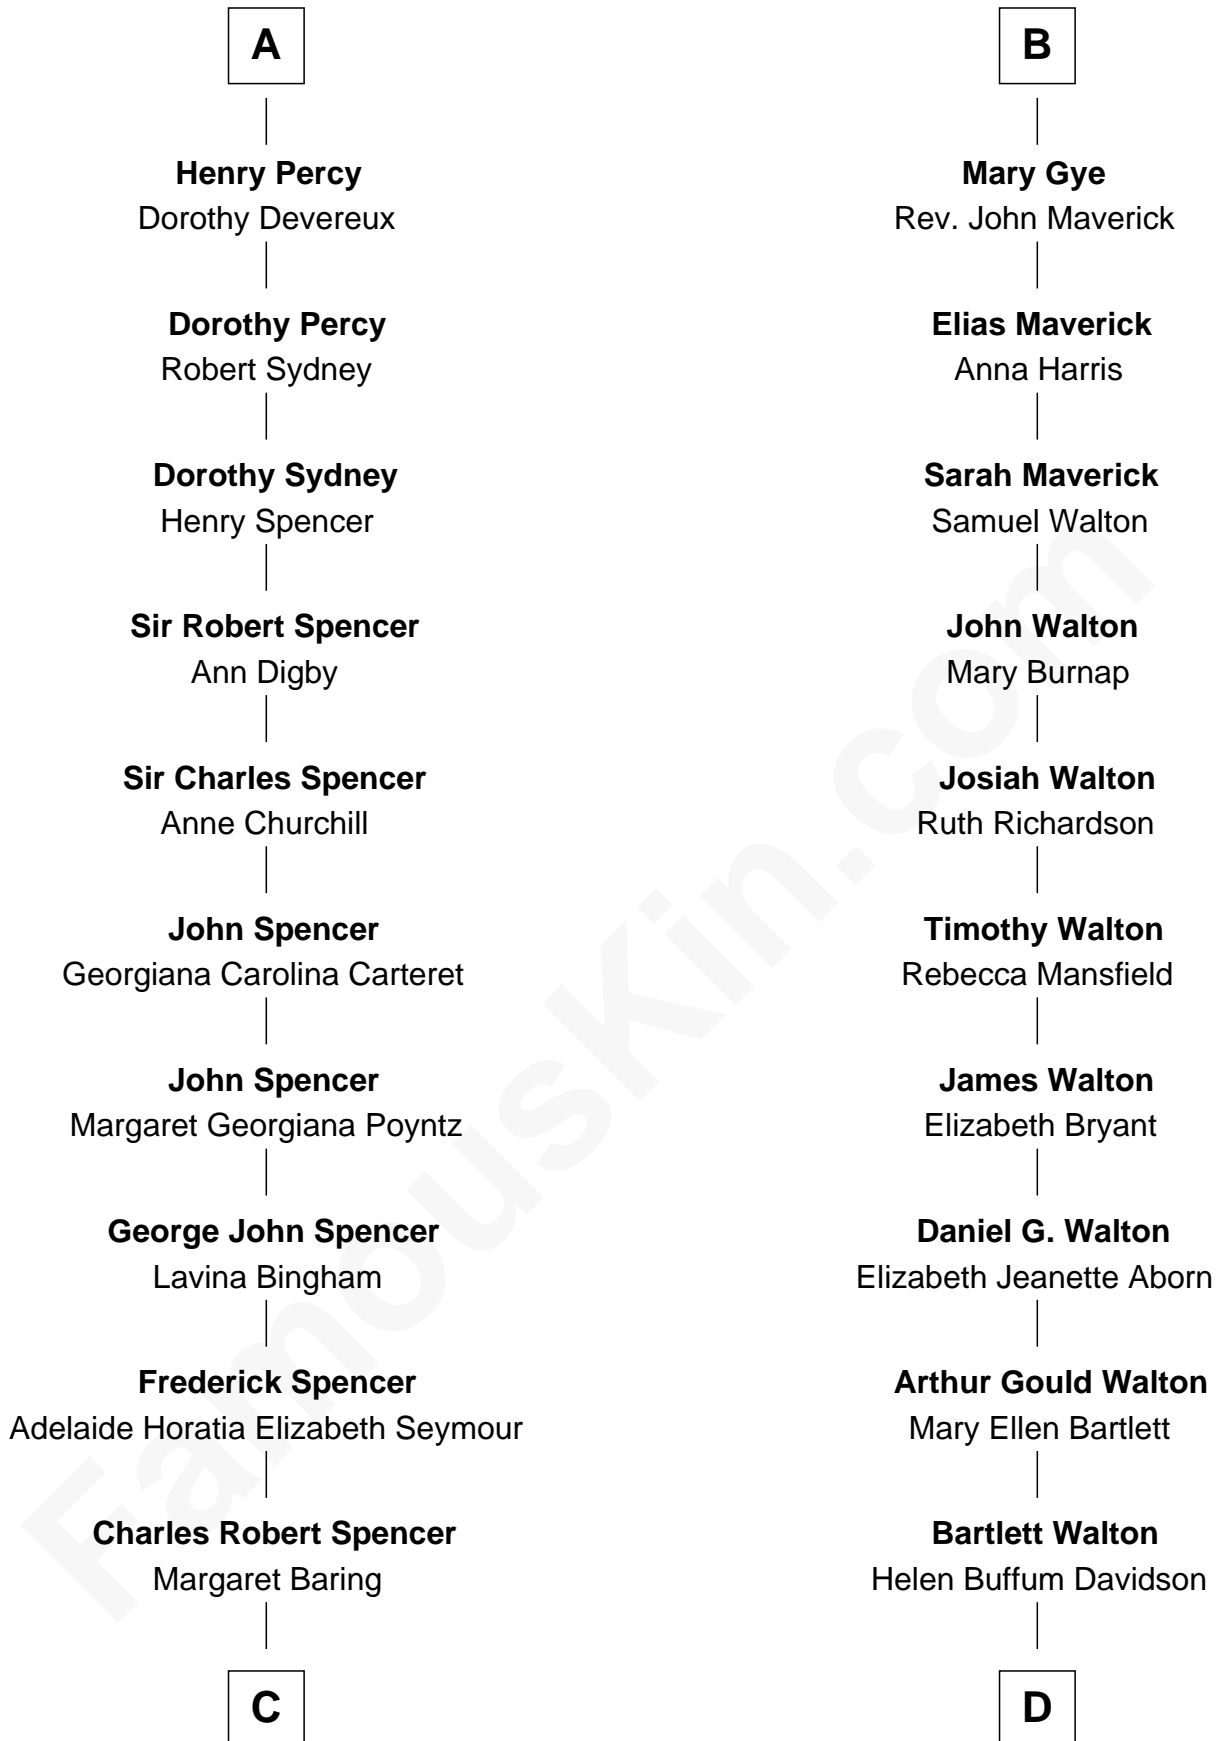 A
Henry Percy
Dorothy Devereux
Dorothy Percy
Robert Sydney
Dorothy Sydney
Henry Spencer
Sir Robert Spencer
Ann Digby
Sir Charles Spencer
Anne Churchill
John Spencer
Georgiana Carolina Carteret
John Spencer
Margaret Georgiana Poyntz
George John Spencer
Lavina Bingham
Frederick Spencer
Adelaide Horatia Elizabeth Seymour
Charles Robert Spencer
Margaret Baring
C
B
Mary Gye
Rev. John Maverick
Elias Maverick
Anna Harris
Sarah Maverick
Samuel Walton
John Walton
Mary Burnap
Josiah Walton
Ruth Richardson
Timothy Walton
Rebecca Mansfield
James Walton
Elizabeth Bryant
Daniel G. Walton
Elizabeth Jeanette Aborn
Arthur Gould Walton
Mary Ellen Bartlett
Bartlett Walton
Helen Buffum Davidson
D
FamousKin.com